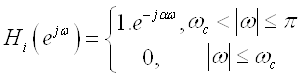 H_i(e^{jω}) = { 1.e^{-jαω}, ω_c < |ω| ≤ π
0, |ω| ≤ ω_c